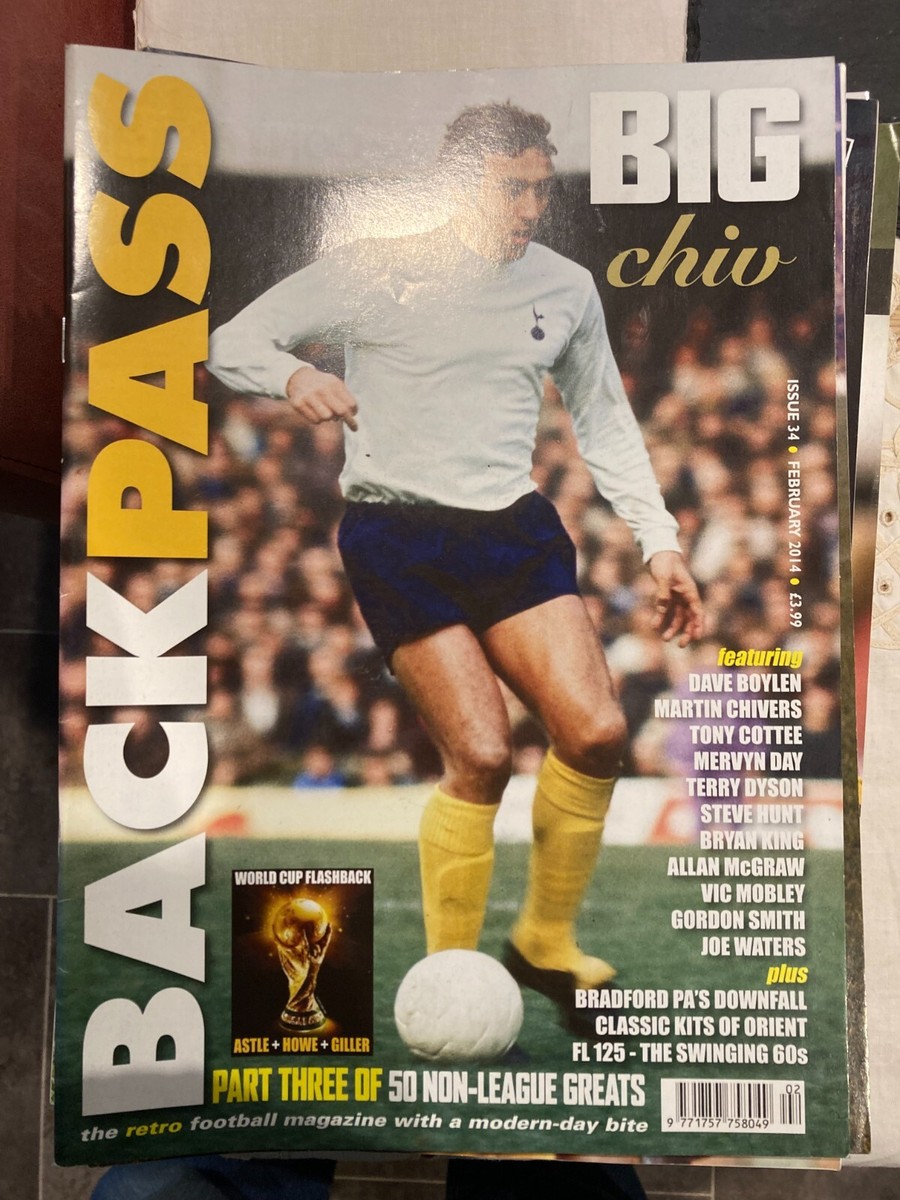 BACKPASS
BIG
chiv
ISSUE 34 • FEBRUARY 2014 • £3.99
featuring
DAVE BOYLEN
MARTIN CHIVERS
TONY COTTEE
MERVYN DAY
TERRY DYSON
STEVE HUNT
BRYAN KING
ALLAN McGRAW
VIC MOBLEY
GORDON SMITH
JOE WATERS
plus
BRADFORD PA'S DOWNFALL
CLASSIC KITS OF ORIENT
FL 125 - THE SWINGING 60s
WORLD CUP FLASHBACK
ASTLE + HOWE + GILLER
PART THREE OF 50 NON-LEAGUE GREATS
the retro football magazine with a modern-day bite
02
9 771757 758049